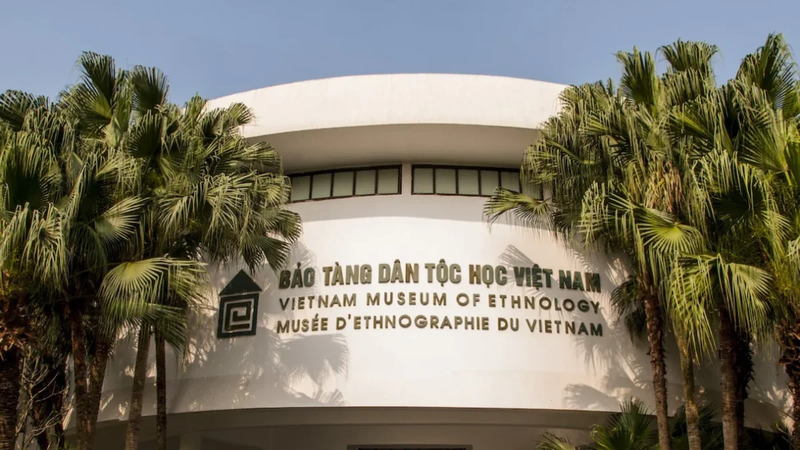 BẢO TÀNG DÂN TỘC HỌC VIỆT NAM
VIETNAM MUSEUM OF ETHNOLOGY
MUSÉE D'ETHNOGRAPHIE DU VIETNAM